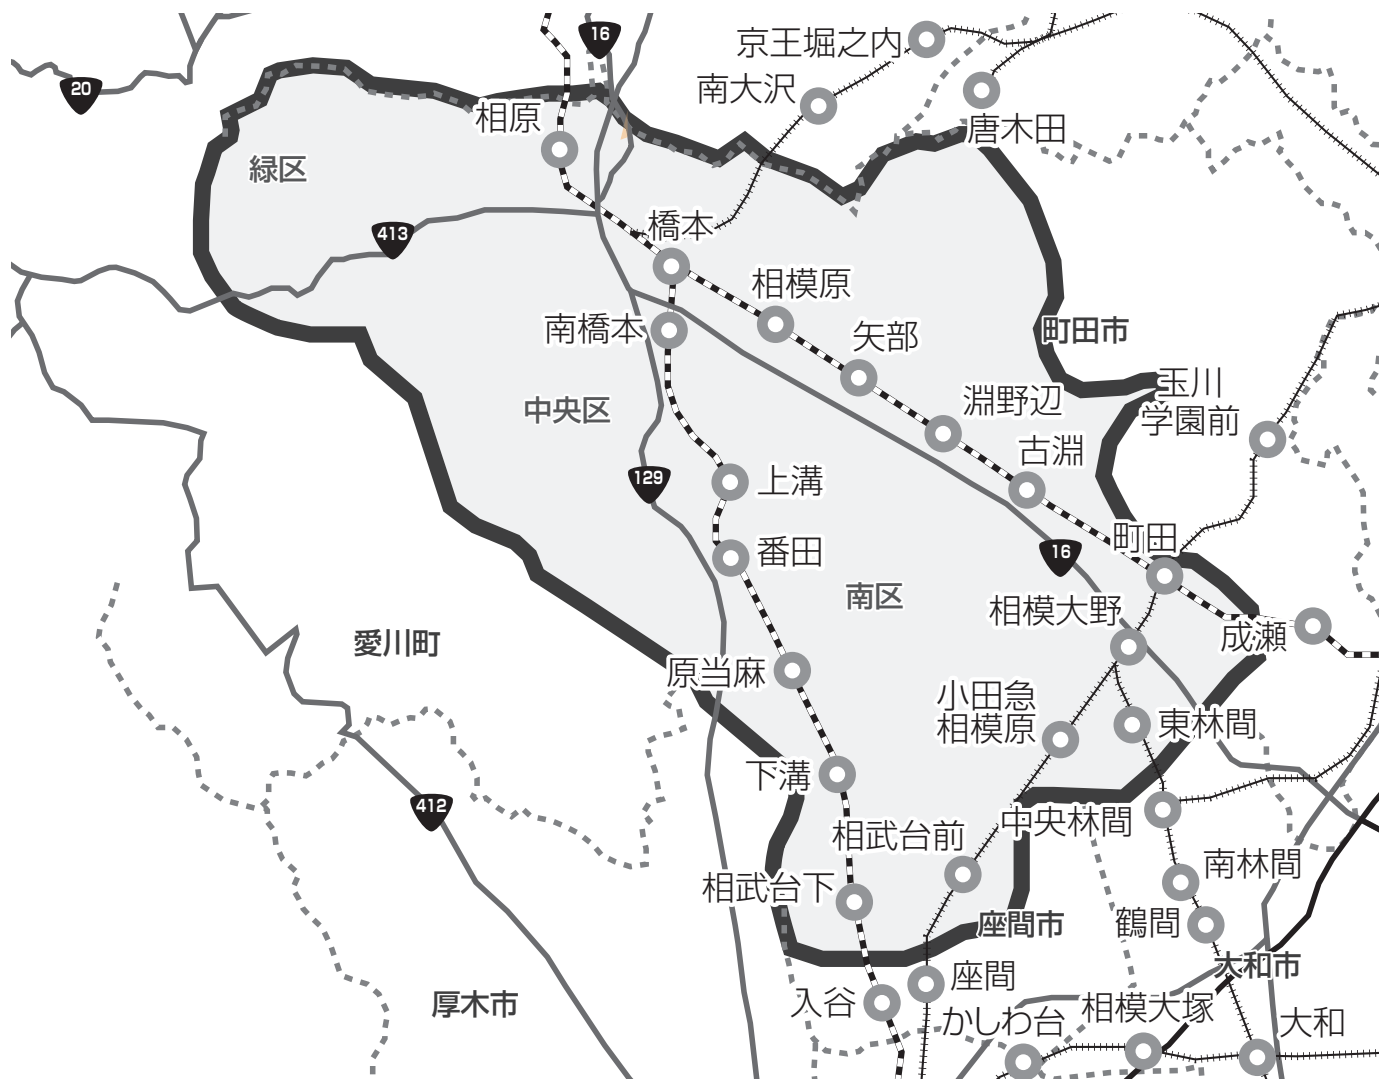 16
京王堀之内
20
南大沢
相原
唐木田
緑区
413
橋本
相模原
南橋本
町田市
矢部
玉川
学園前
中央区
淵野辺
古淵
129
上溝
番田
町田
16
南区
相模大野
愛川町
成瀬
原当麻
小田急
相模原
東林間
下溝
412
中央林間
相武台前
南林間
相武台下
座間市
鶴間
大和市
座間
入谷
厚木市
かしわ台
相模大塚
大和